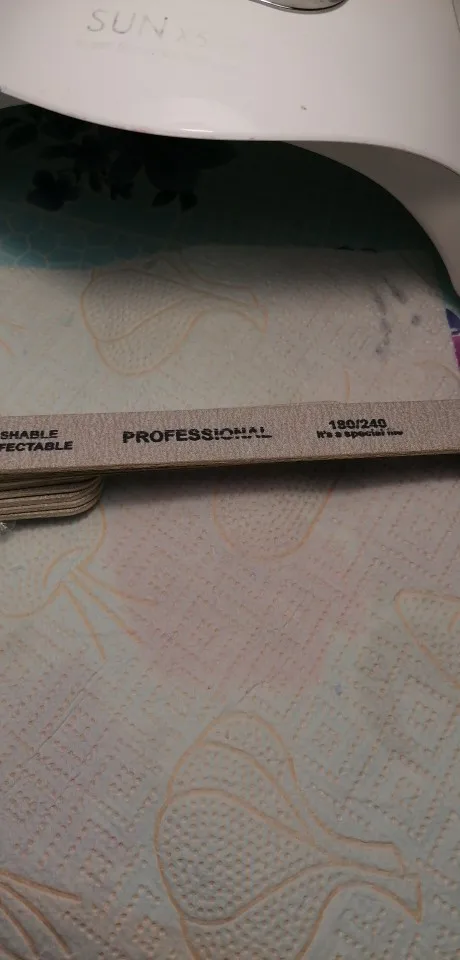 SUN
SHABLE
FECTABLE
PROFESSIONAL
180/240
It's a special